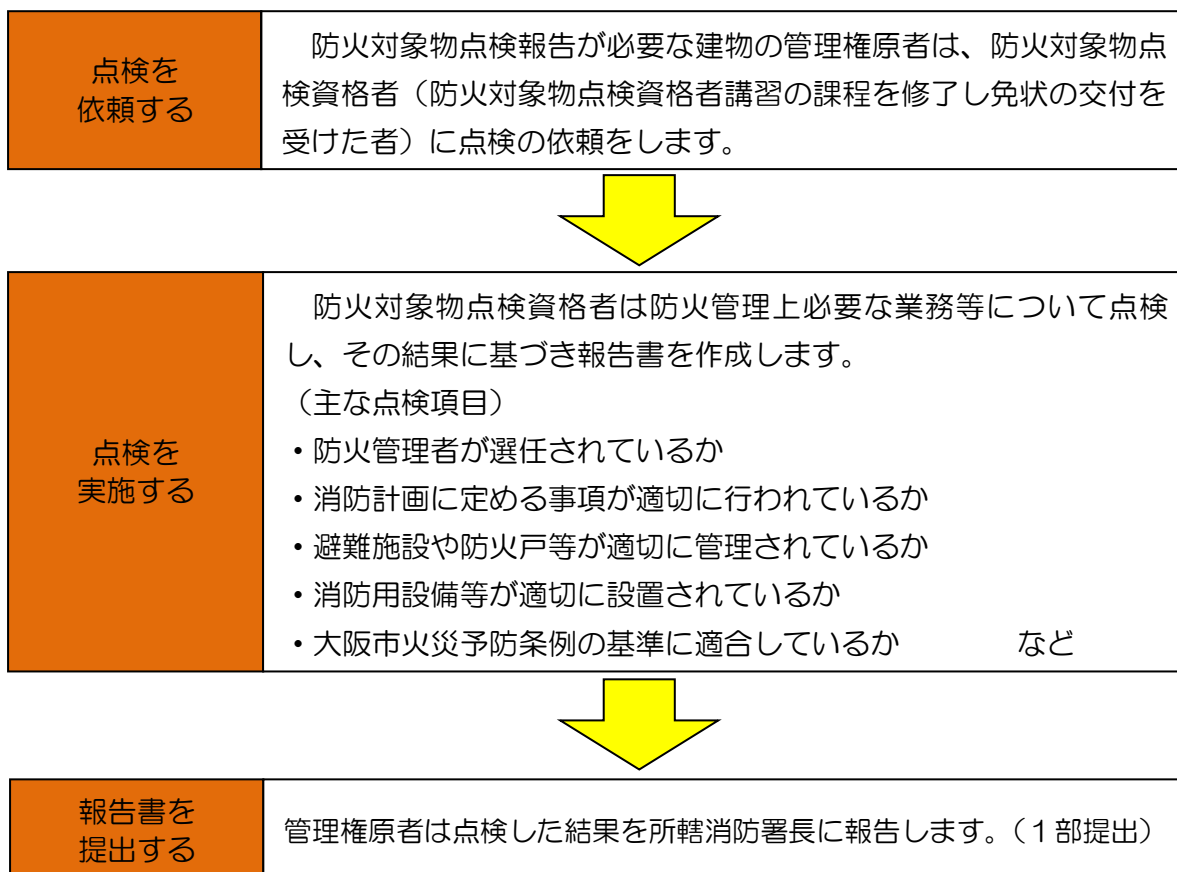 点検を
依頼する
　防火対象物点検報告が必要な建物の管理権原者は、防火対象物点
検資格者（防火対象物点検資格者講習の課程を修了し免状の交付を
受けた者）に点検の依頼をします。
点検を
実施する
　防火対象物点検資格者は防火管理上必要な業務等について点検
し、その結果に基づき報告書を作成します。
（主な点検項目）
・防火管理者が選任されているか
・消防計画に定める事項が適切に行われているか
・避難施設や防火戸等が適切に管理されているか
・消防用設備等が適切に設置されているか
・大阪市火災予防条例の基準に適合しているか　　　　など
報告書を
提出する
管理権原者は点検した結果を所轄消防署長に報告します。（１部提出）